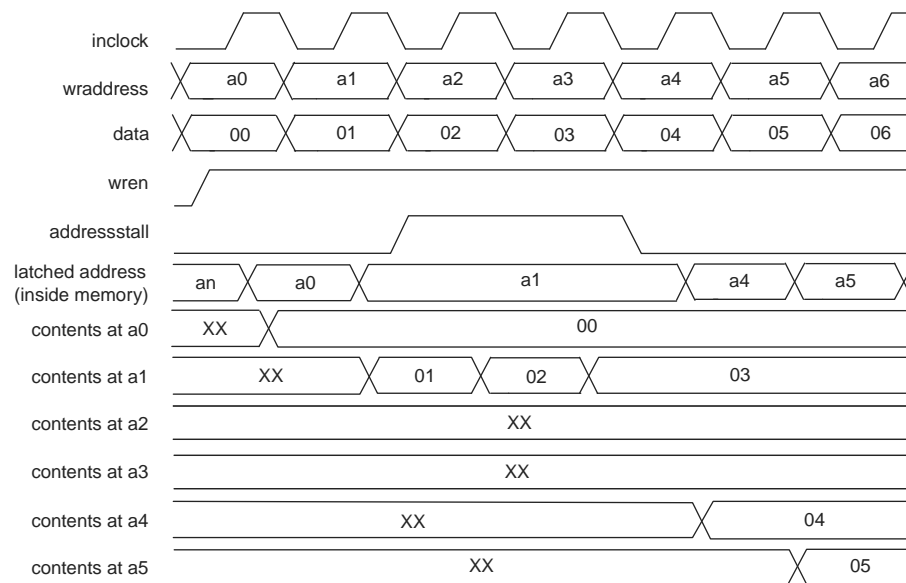 inclock
wraddress a0 a1 a2 a3 a4 a5 a6
data 00 01 02 03 04 05 06
wren
addressstall
latched address
(inside memory) an a0 a1 a4 a5
contents at a0 XX 00
contents at a1 XX 01 02 03
contents at a2 XX
contents at a3 XX
contents at a4 XX 04
contents at a5 XX 05